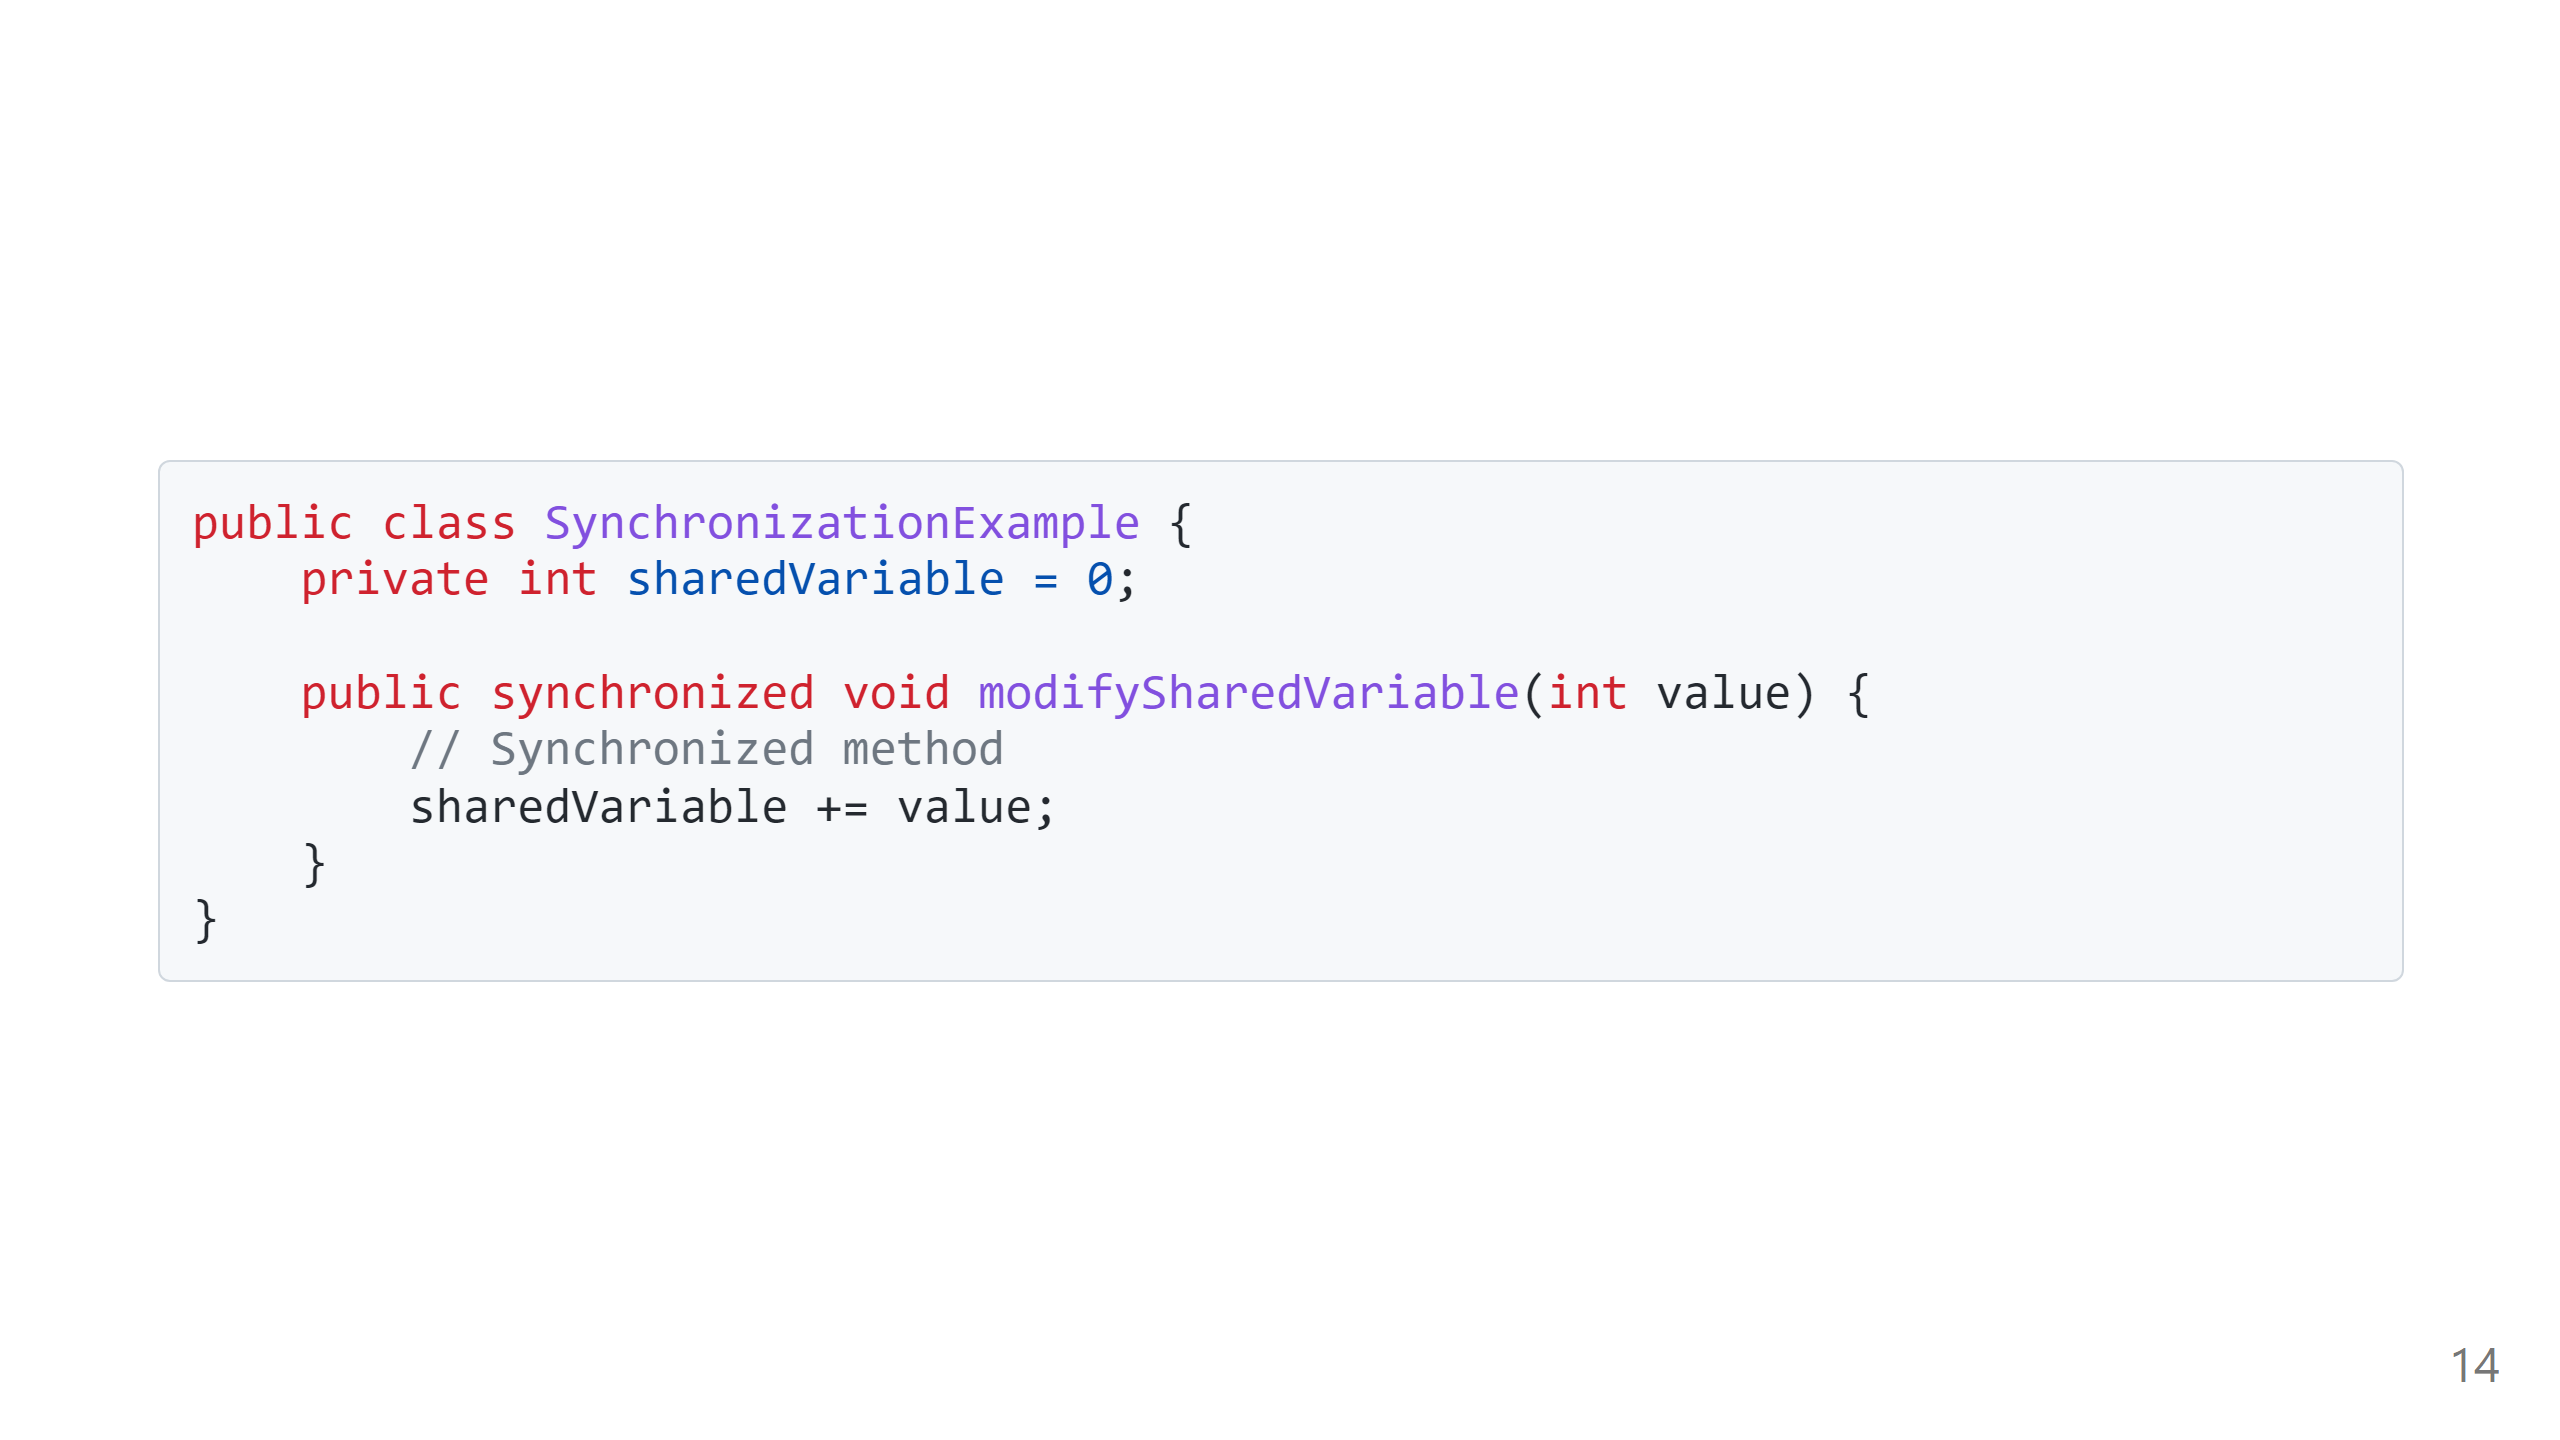 public class SynchronizationExample {
    private int sharedVariable = 0;

    public synchronized void modifySharedVariable(int value) {
        // Synchronized method
        sharedVariable += value;
    }
}
14